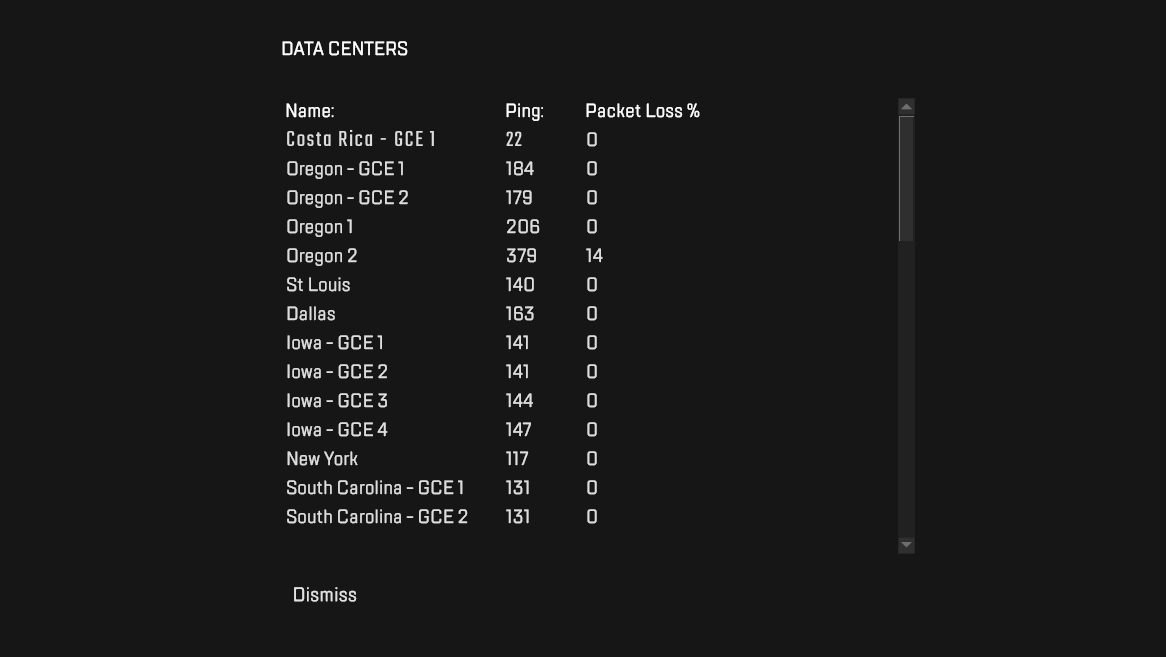 DATA CENTERS
Name: Ping: Packet Loss %
Costa Rica - GCE 1 22 0
Oregon - GCE 1 184 0
Oregon - GCE 2 179 0
Oregon 1 206 0
Oregon 2 379 14
St Louis 140 0
Dallas 163 0
Iowa - GCE 1 141 0
Iowa - GCE 2 141 0
Iowa - GCE 3 144 0
Iowa - GCE 4 147 0
New York 117 0
South Carolina - GCE 1 131 0
South Carolina - GCE 2 131 0
Dismiss